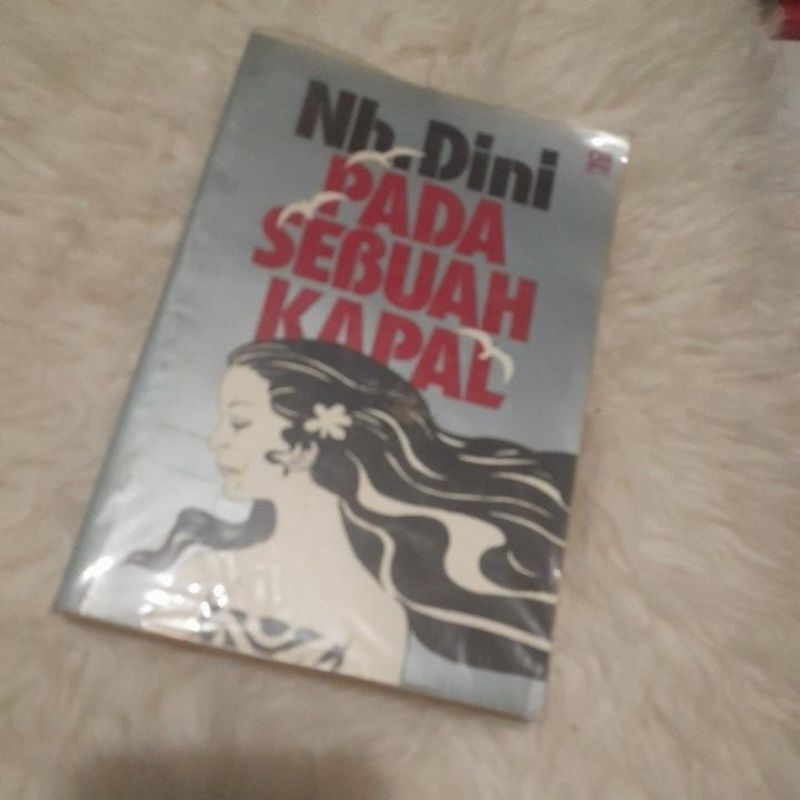 Nh. Dini
PADA
SEBUAH
KAPAL